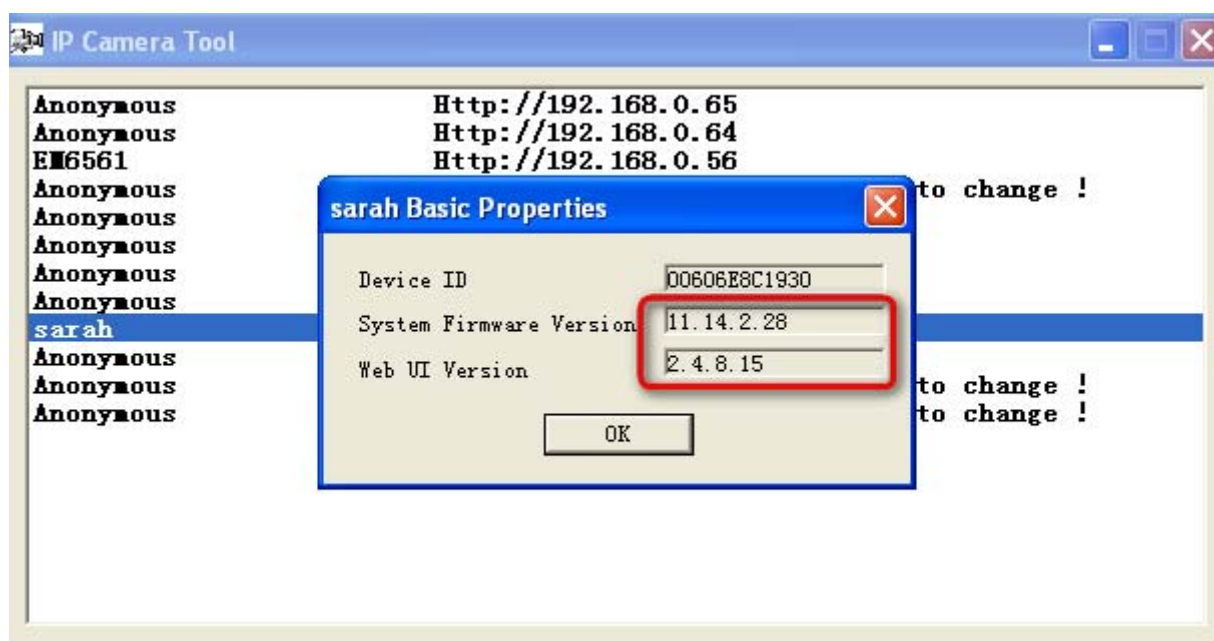 IP Camera Tool
Anonymous Http://192.168.0.65
Anonymous Http://192.168.0.64
EM6561 Http://192.168.0.56
Anonymous to change !
Anonymous
Anonymous
Anonymous
Anonymous
sarah
Anonymous
Anonymous to change !
Anonymous to change !
sarah Basic Properties
Device ID 00606E8C1930
System Firmware Version 11.14.2.28
Web UI Version 2.4.8.15
OK